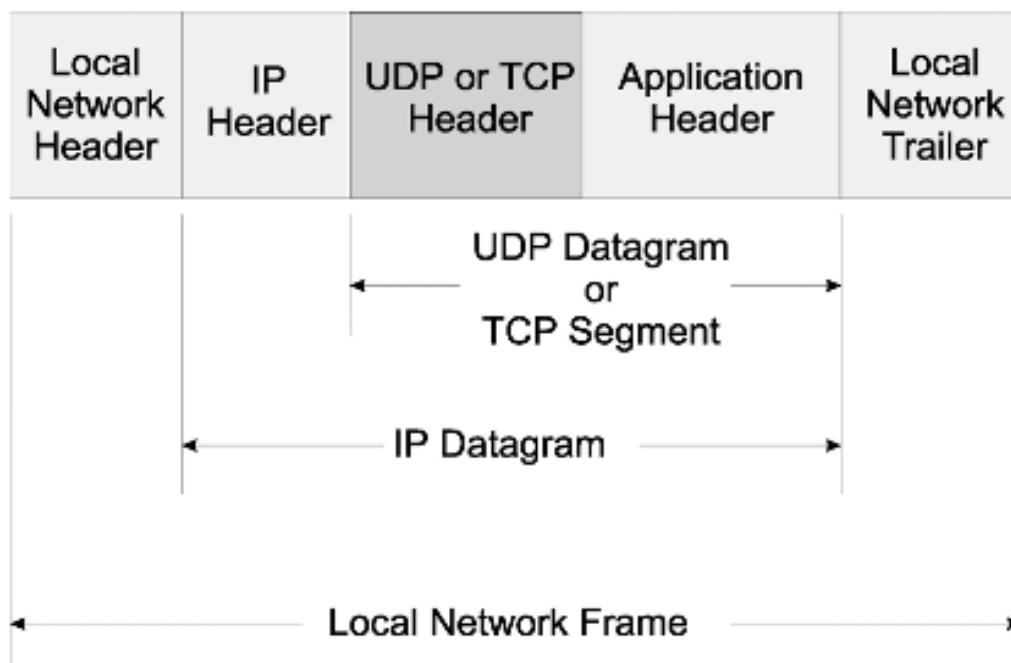 Local
Network
Header
IP
Header
UDP or TCP
Header
Application
Header
Local
Network
Trailer
UDP Datagram
or
TCP Segment
IP Datagram
Local Network Frame